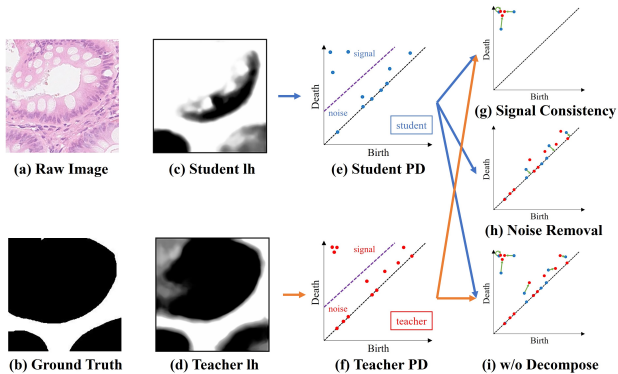 (a) Raw Image
(c) Student lh
Death
signal
noise
student
Birth
(e) Student PD
Death
Birth
(g) Signal Consistency
Death
Birth
(h) Noise Removal
(b) Ground Truth
(d) Teacher lh
Death
signal
noise
teacher
Birth
(f) Teacher PD
Death
Birth
(i) w/o Decompose